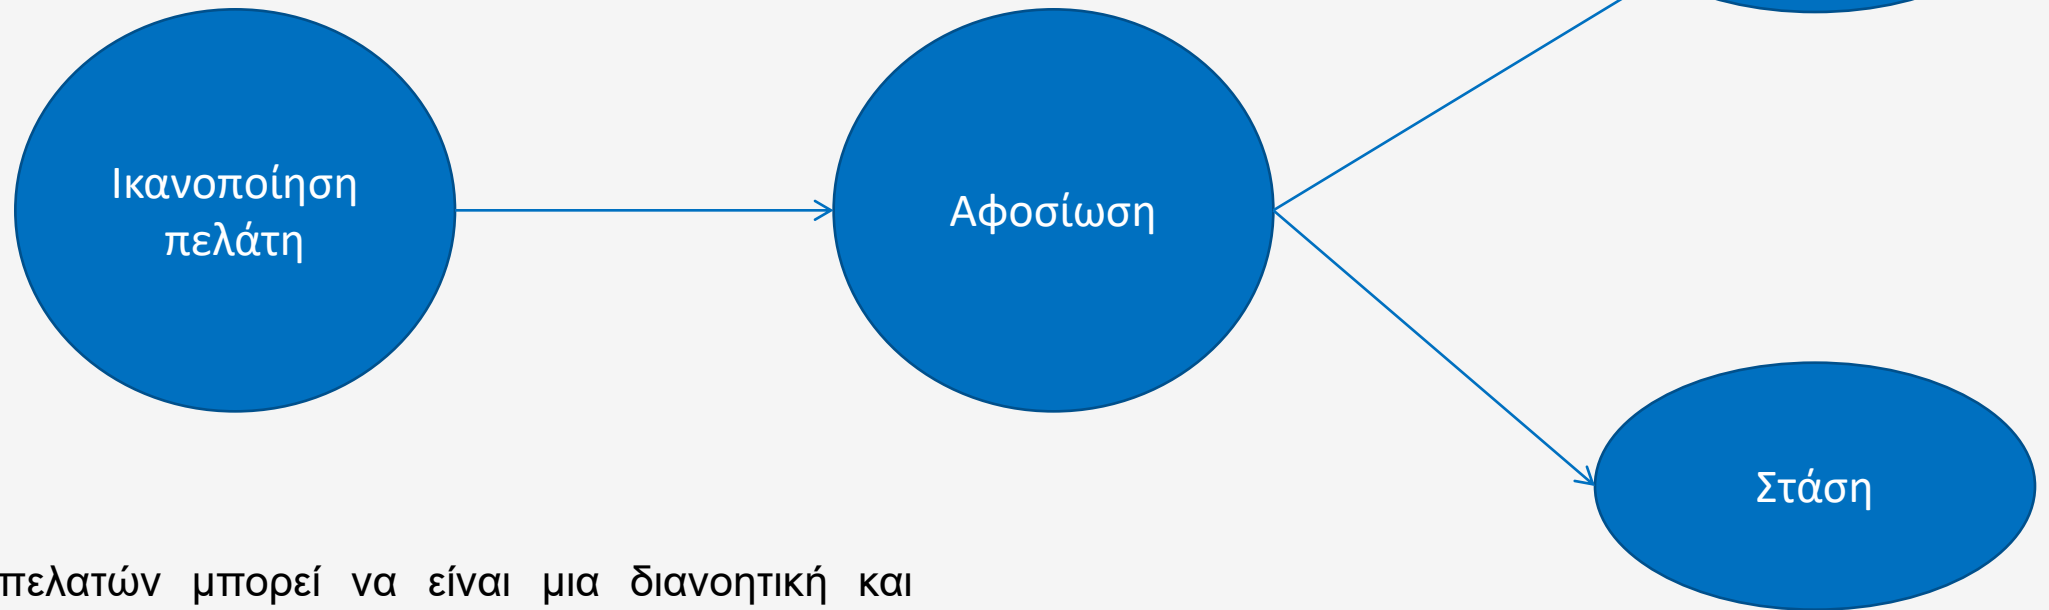 Ικανοποίηση
πελάτη
Αφοσίωση
Στάση
πελατών μπορεί να είναι μια διανοητική και